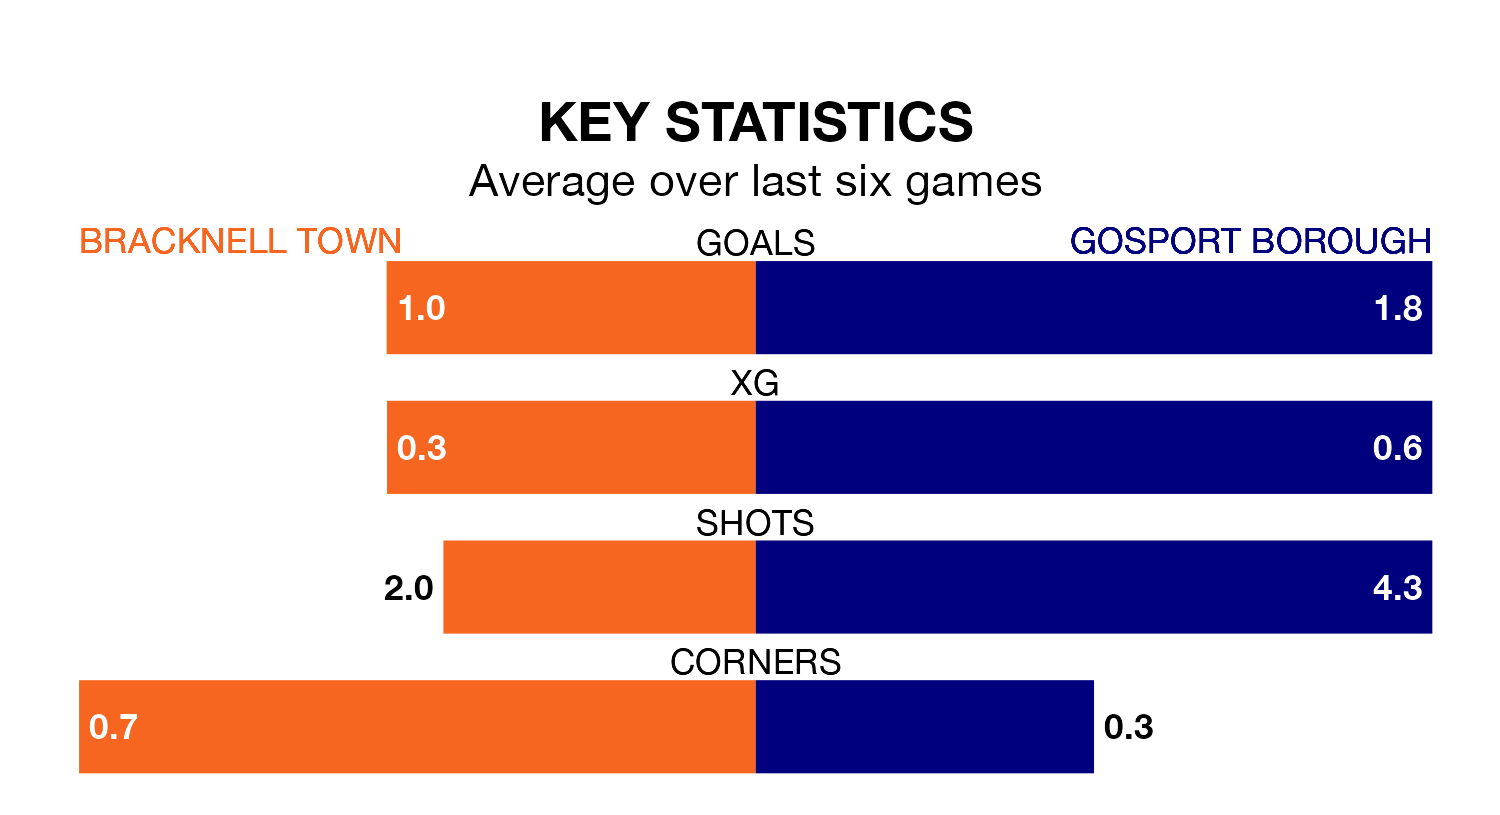 KEY STATISTICS
Average over last six games
BRACKNELL TOWN GOALS GOSPORT BOROUGH
1.0 1.8
XG
0.3 0.6
SHOTS
2.0 4.3
CORNERS
0.7 0.3